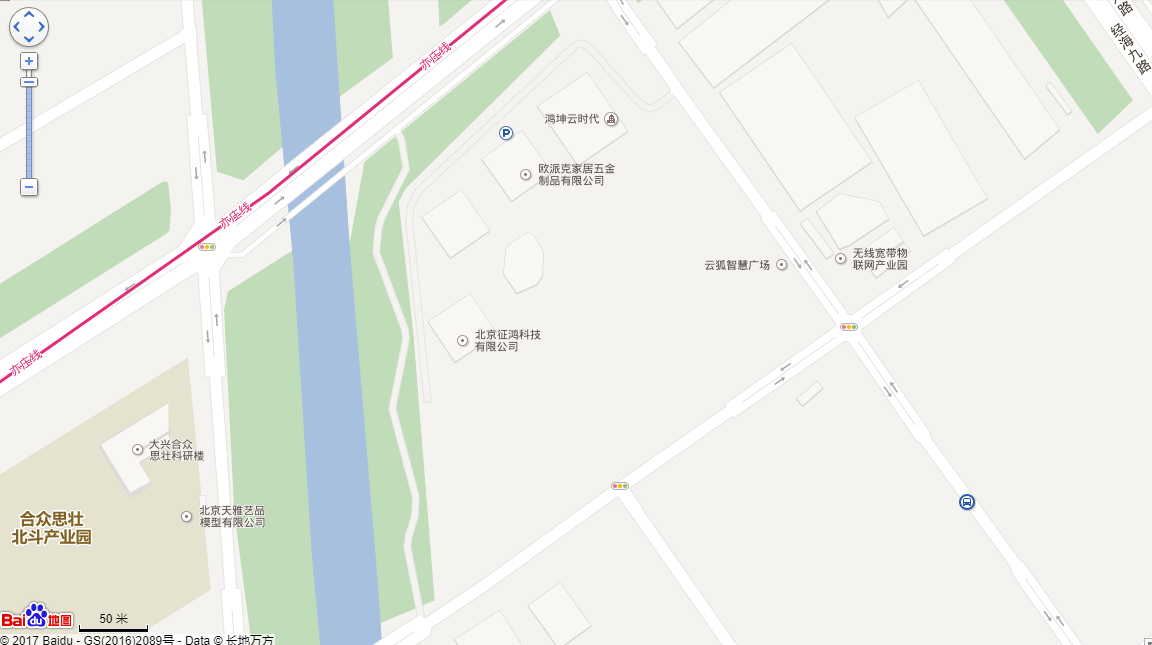 路
经海九路
亦庄线
鸿坤云时代
P
欧派克家居五金
制品有限公司
亦庄线
无线宽带物
联网产业园
云狐智慧广场
北京征鸿科技
有限公司
亦庄线
大兴合众
思壮科研楼
北京天雅艺品
模型有限公司
合众思壮
北斗产业园
Bai du 地图
50 米
© 2017 Baidu - GS(2016)2089号 - Data © 长地万方